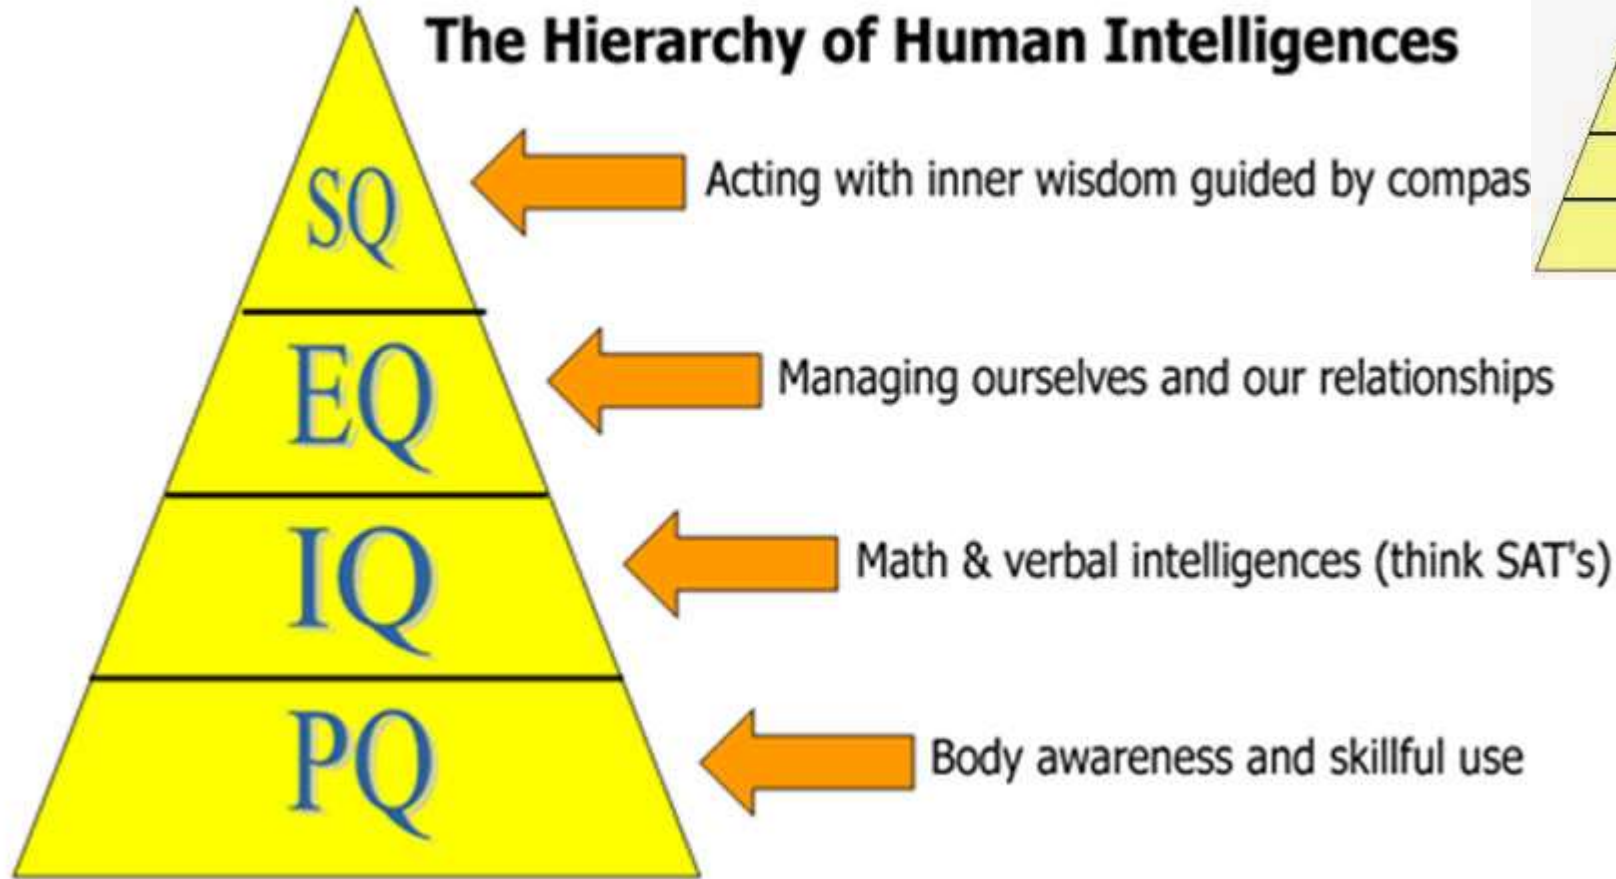 The Hierarchy of Human Intelligences
SQ
Acting with inner wisdom guided by compas
EQ
Managing ourselves and our relationships
IQ
Math & verbal intelligences (think SAT's)
PQ
Body awareness and skillful use